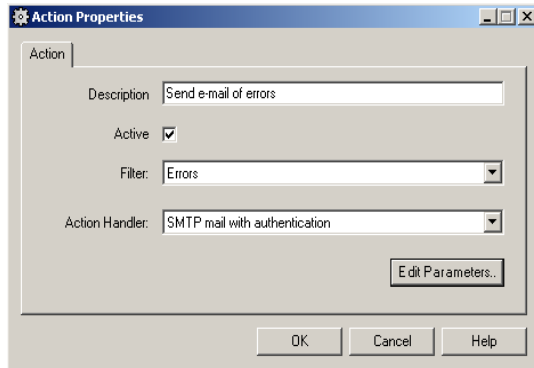 Action Properties
Action
Description Send e-mail of errors
Active
Filter: Errors
Action Handler: SMTP mail with authentication
Edit Parameters..
OK Cancel Help